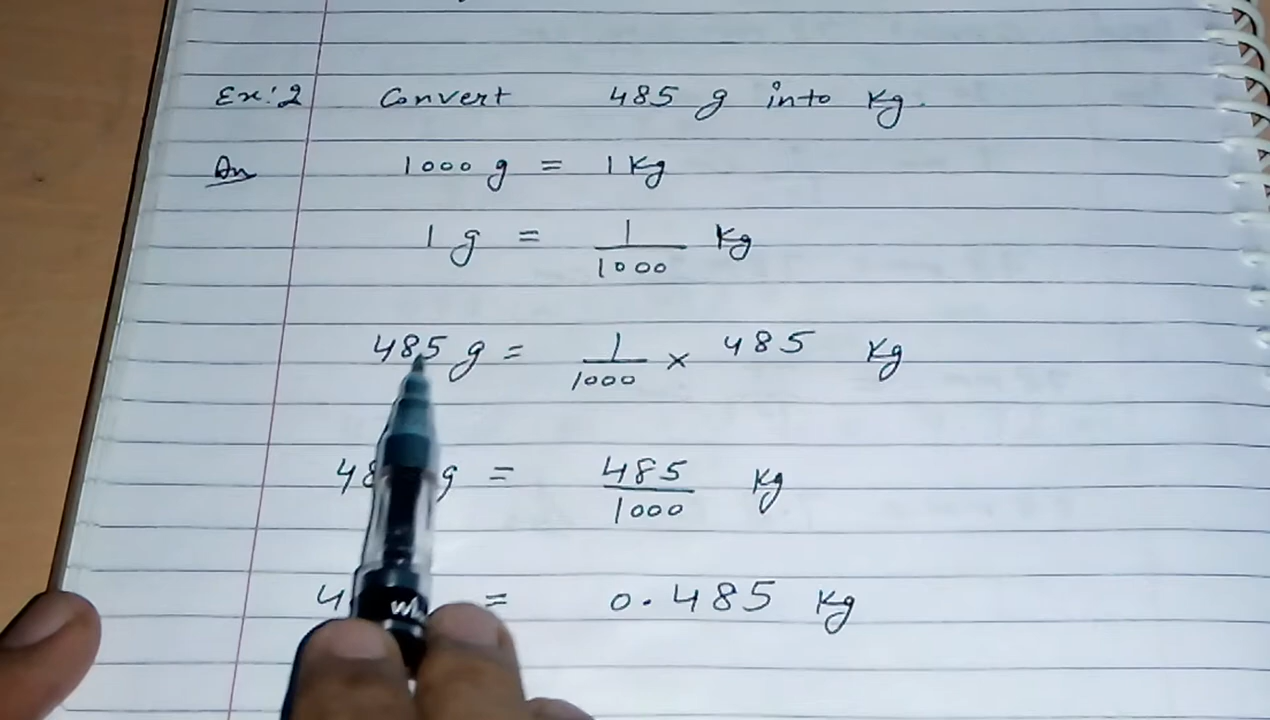 Ex:2 Convert 485 g into Kg.
An 1000 g = 1 Kg
1 g = 1/1000 Kg
485 g = 1/1000 × 485 Kg
g = 485/1000 Kg
= 0.485 Kg